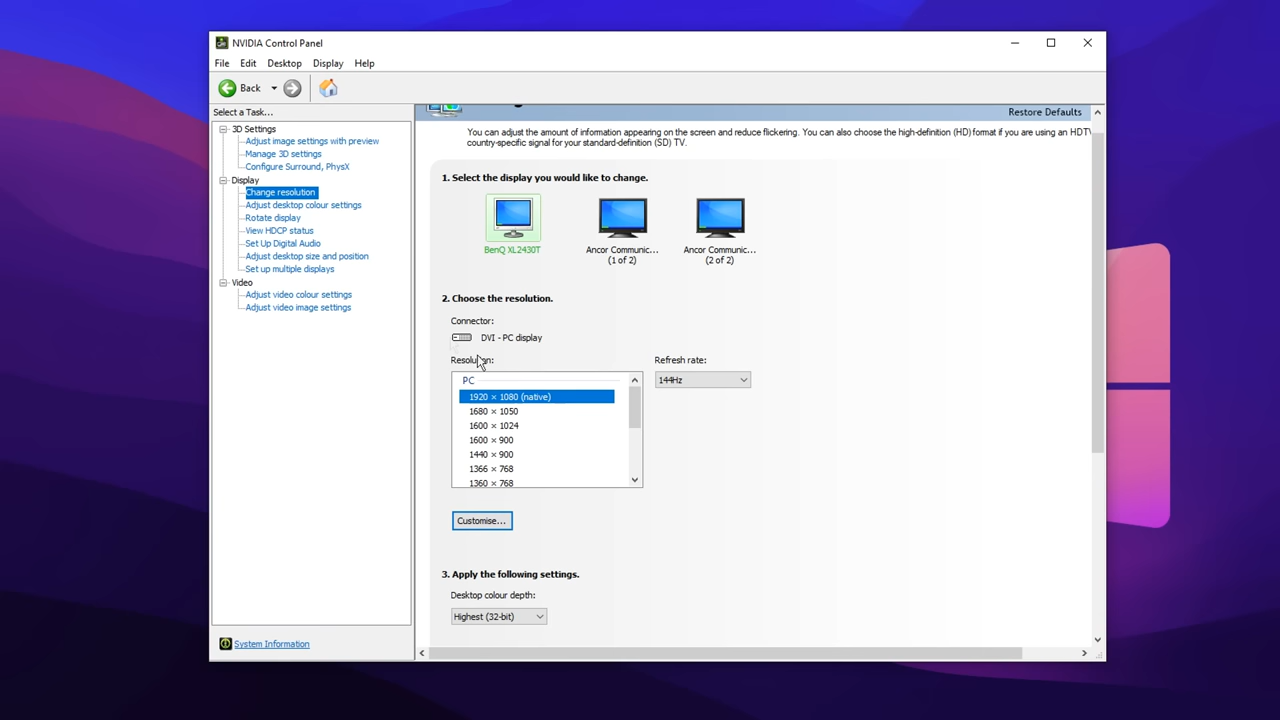 NVIDIA Control Panel
File Edit Desktop Display Help
Back
Select a Task...
3D Settings
Adjust image settings with preview
Manage 3D settings
Configure Surround, PhysX
Display
Change resolution
Adjust desktop colour settings
Rotate display
View HDCP status
Set Up Digital Audio
Adjust desktop size and position
Set up multiple displays
Video
Adjust video colour settings
Adjust video image settings
System Information
Restore Defaults
You can adjust the amount of information appearing on the screen and reduce flickering. You can also choose the high-definition (HD) format if you are using an HDTV
country-specific signal for your standard-definition (SD) TV.
1. Select the display you would like to change.
BenQ XL2430T
Ancor Communic...
(1 of 2)
Ancor Communic...
(2 of 2)
2. Choose the resolution.
Connector:
DVI - PC display
Resolution:
Refresh rate:
PC
144Hz
1920 × 1080 (native)
1680 × 1050
1600 × 1024
1600 × 900
1440 × 900
1366 × 768
1360 × 768
Customise...
3. Apply the following settings.
Desktop colour depth:
Highest (32-bit)